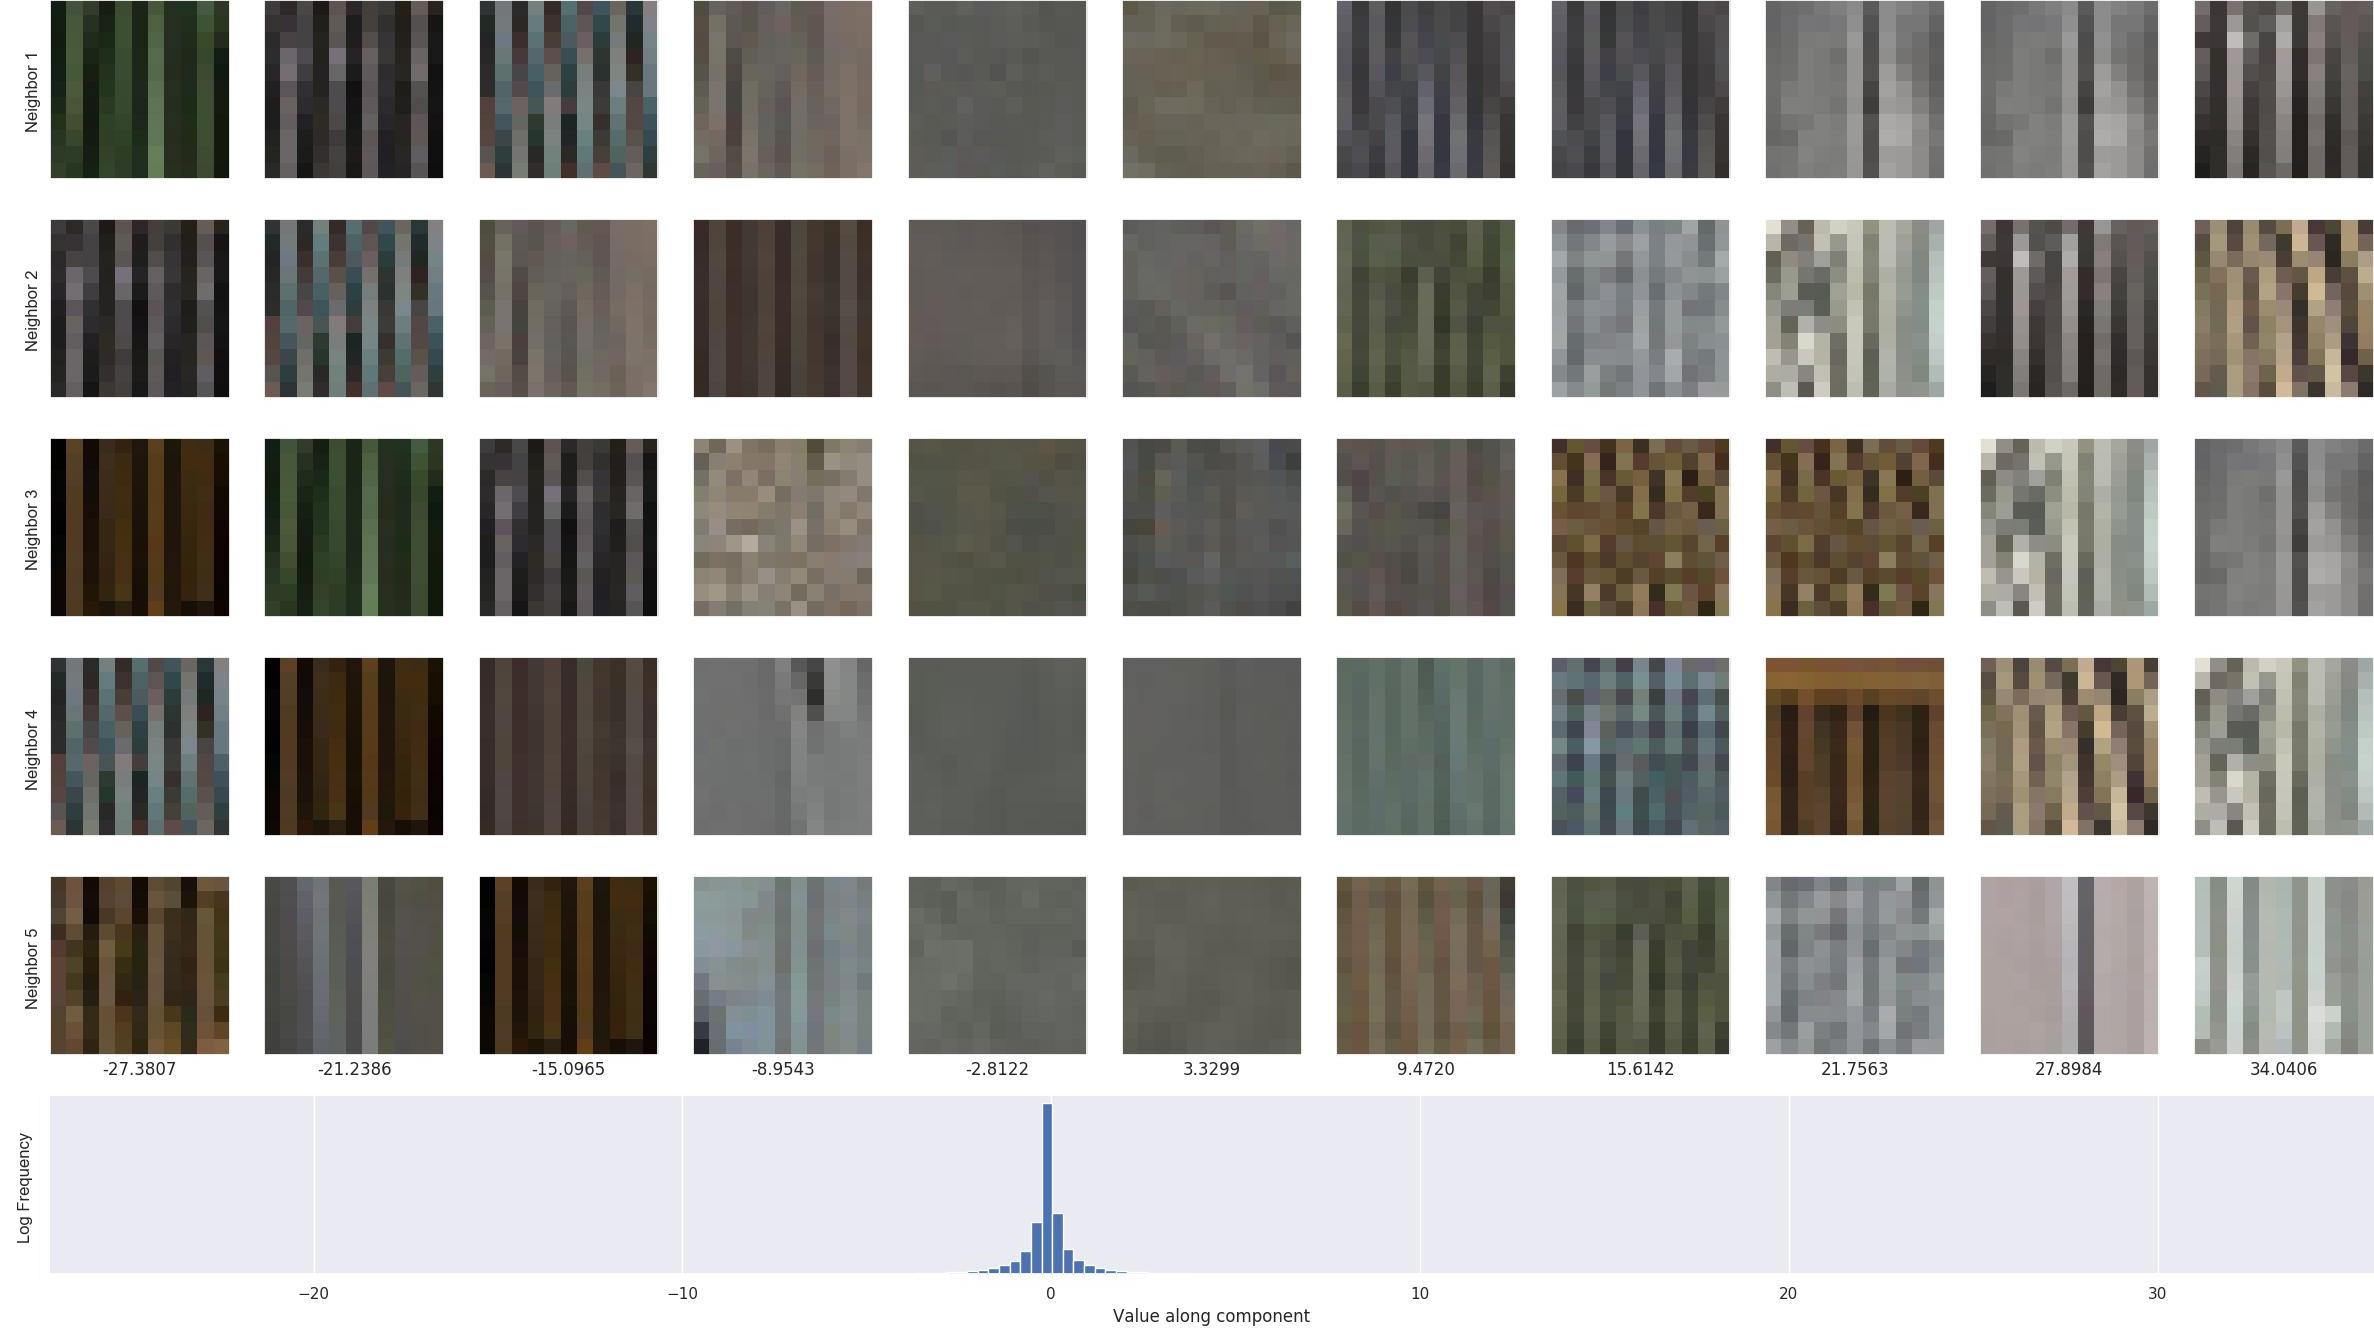 Neighbor 1
Neighbor 2
Neighbor 3
Neighbor 4
Neighbor 5
-27.3807 -21.2386 -15.0965 -8.9543 -2.8122 3.3299 9.4720 15.6142 21.7563 27.8984 34.0406
Log Frequency
−20 −10 0 10 20 30
Value along component